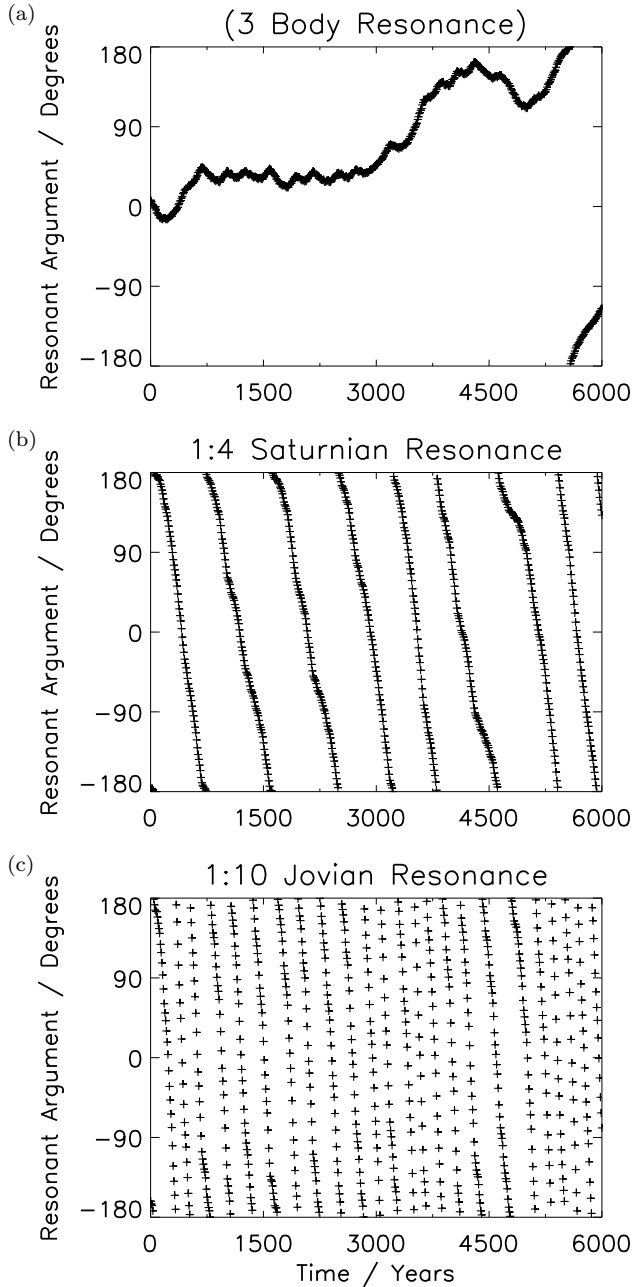 (a)
(3 Body Resonance)
Resonant Argument / Degrees
180
90
0
−90
−180
0 1500 3000 4500 6000
(b)
1:4 Saturnian Resonance
Resonant Argument / Degrees
180
90
0
−90
−180
0 1500 3000 4500 6000
(c)
1:10 Jovian Resonance
Resonant Argument / Degrees
180
90
0
−90
−180
0 1500 3000 4500 6000
Time / Years